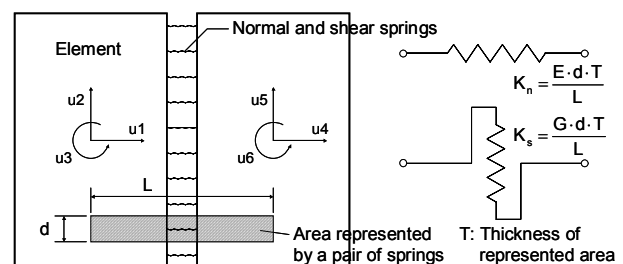 Normal and shear springs
Element
u2
u1
u3
u5
u4
u6
L
d
Area represented
by a pair of springs
Kn = E·d·T / L
Ks = G·d·T / L
T: Thickness of
represented area